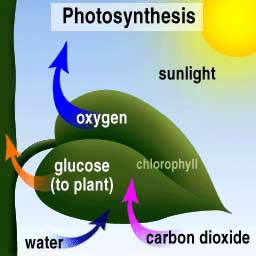 Photosynthesis
sunlight
oxygen
chlorophyll
glucose
(to plant)
water
carbon dioxide